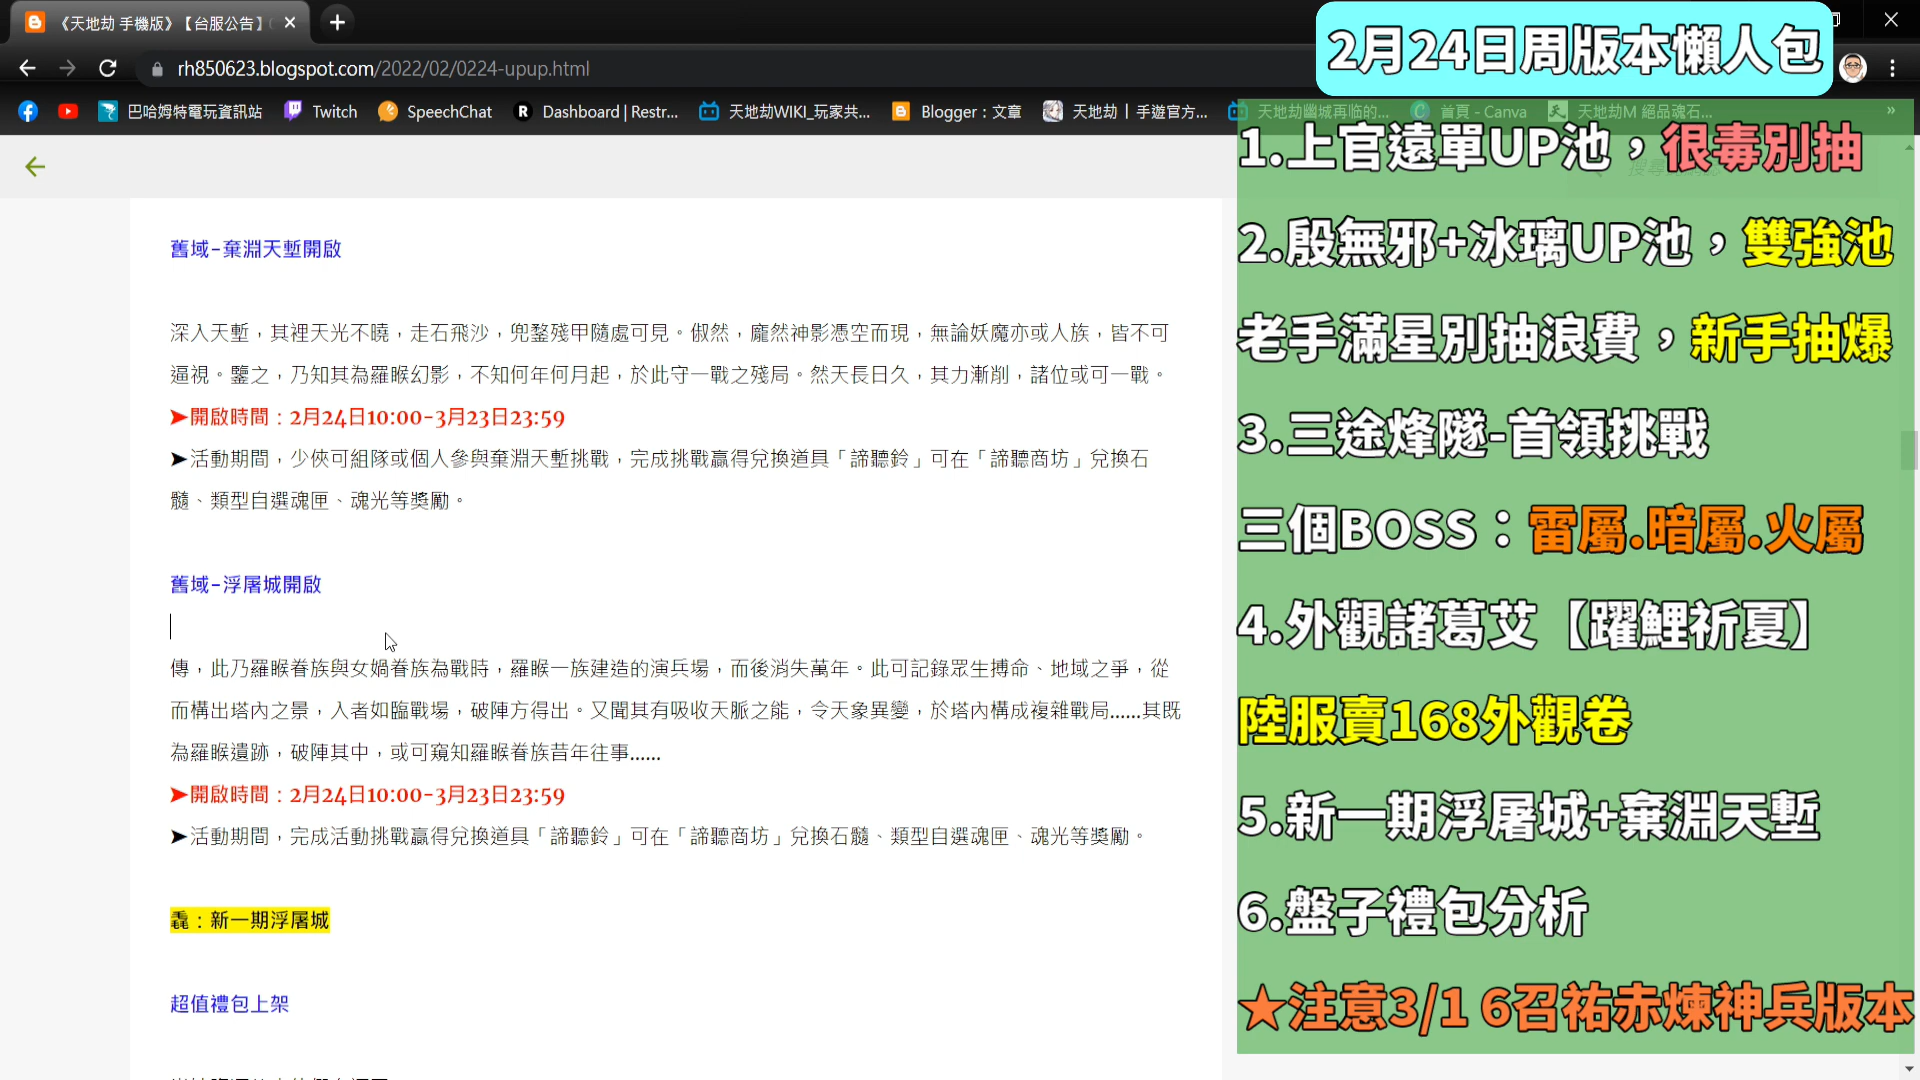 《天地劫 手機版》【台服公告】
2月24日周版本懶人包
rh850623.blogspot.com/2022/02/0224-upup.html
巴哈姆特電玩資訊站
Twitch
SpeechChat
Dashboard | Restr...
天地劫WIKI_玩家共...
Blogger：文章
天地劫丨手遊官方...
天地劫幽城再临的...
首頁 - Canva
天地劫M 絕品魂石...
»
舊域-棄淵天塹開啟
深入天塹，其裡天光不曉，走石飛沙，兜鍪殘甲隨處可見。俶然，龐然神影憑空而現，無論妖魔亦或人族，皆不可
逼視。鑒之，乃知其為羅睺幻影，不知何年何月起，於此守一戰之殘局。然天長日久，其力漸削，諸位或可一戰。
➤開啟時間：2月24日10:00-3月23日23:59
➤活動期間，少俠可組隊或個人參與棄淵天塹挑戰，完成挑戰贏得兌換道具「諦聽鈴」可在「諦聽商坊」兌換石
髓、類型自選魂匣、魂光等獎勵。
舊域-浮屠城開啟
傳，此乃羅睺眷族與女媧眷族為戰時，羅睺一族建造的演兵場，而後消失萬年。此可記錄眾生搏命、地域之爭，從
而構出塔內之景，入者如臨戰場，破陣方得出。又聞其有吸收天脈之能，令天象異變，於塔內構成複雜戰局......其既
為羅睺遺跡，破陣其中，或可窺知羅睺眷族昔年往事......
➤開啟時間：2月24日10:00-3月23日23:59
➤活動期間，完成活動挑戰贏得兌換道具「諦聽鈴」可在「諦聽商坊」兌換石髓、類型自選魂匣、魂光等獎勵。
毳：新一期浮屠城
超值禮包上架
1.上官遠單UP池，很毒別抽
2.殷無邪+冰璃UP池，雙強池
老手滿星別抽浪費，新手抽爆
3.三途烽隧-首領挑戰
三個BOSS：雷屬.暗屬.火屬
4.外觀諸葛艾【躍鯉祈夏】
陸服賣168外觀卷
5.新一期浮屠城+棄淵天塹
6.盤子禮包分析
★注意3/1 6召祐赤煉神兵版本